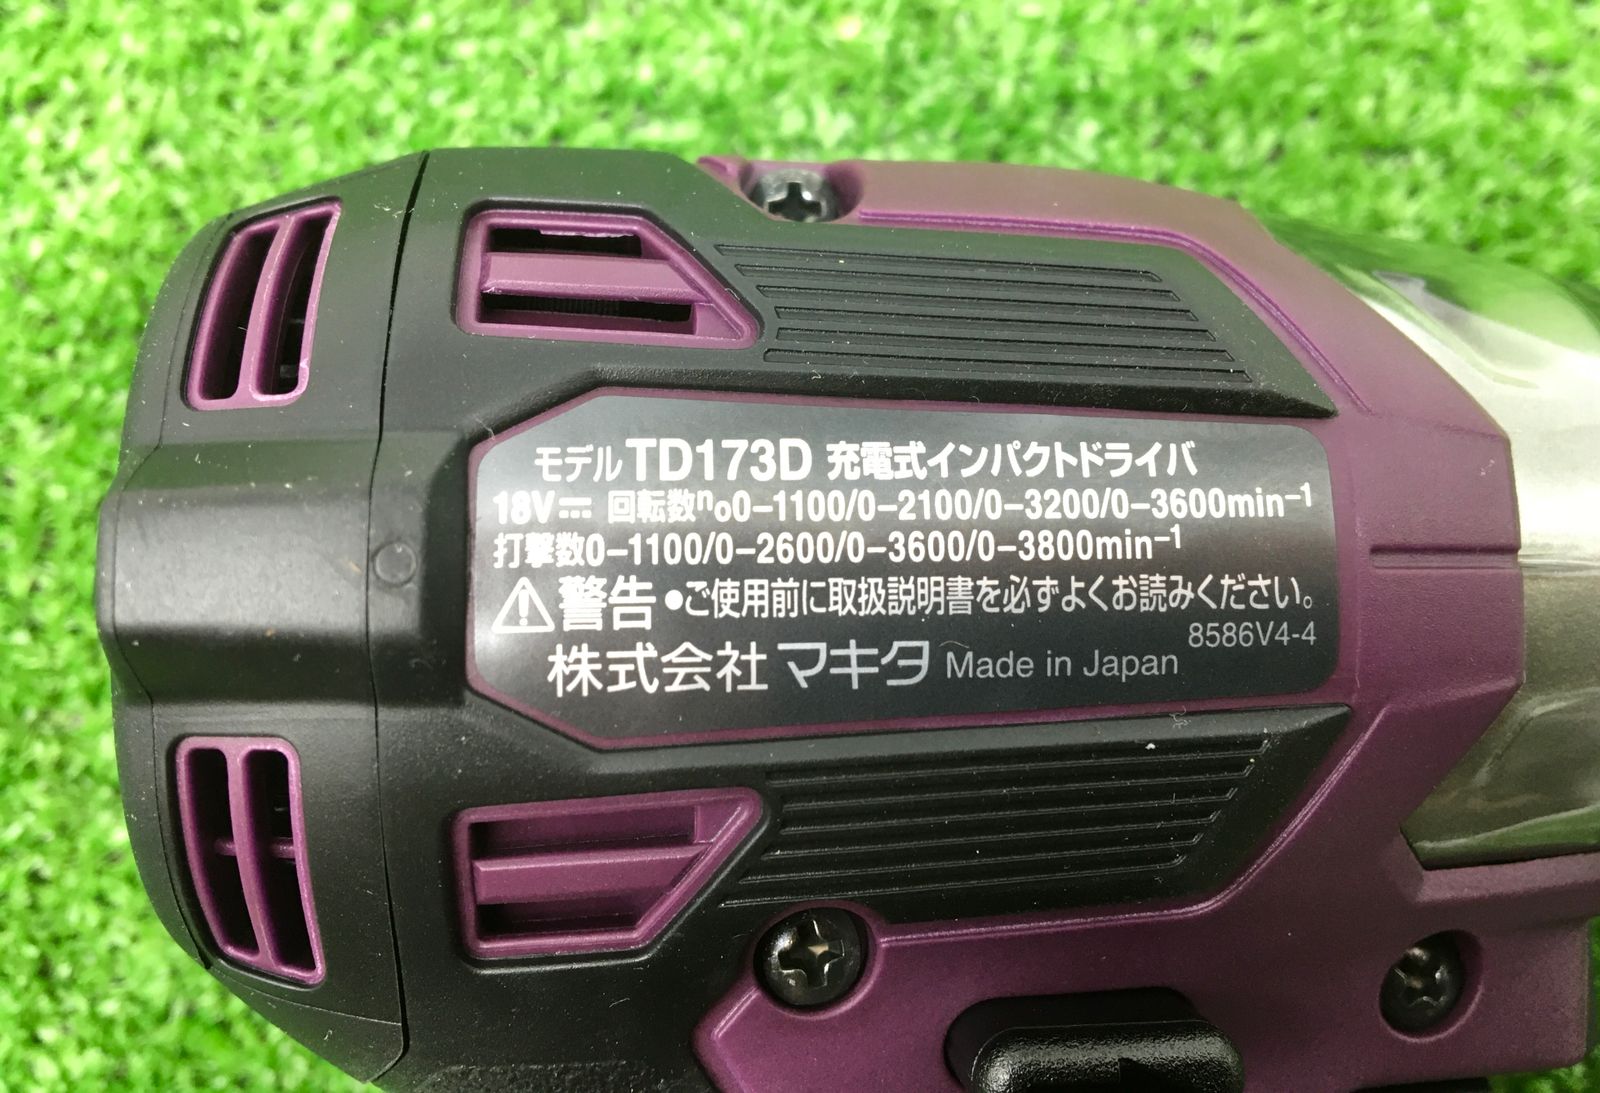 モデル TD173D 充電式インパクトドライバ
18V⎓ 回転数no0-1100/0-2100/0-3200/0-3600min-1
打撃数0-1100/0-2600/0-3600/0-3800min-1
⚠警告 ●ご使用前に取扱説明書を必ずよくお読みください。
8586V4-4
株式会社マキタ Made in Japan